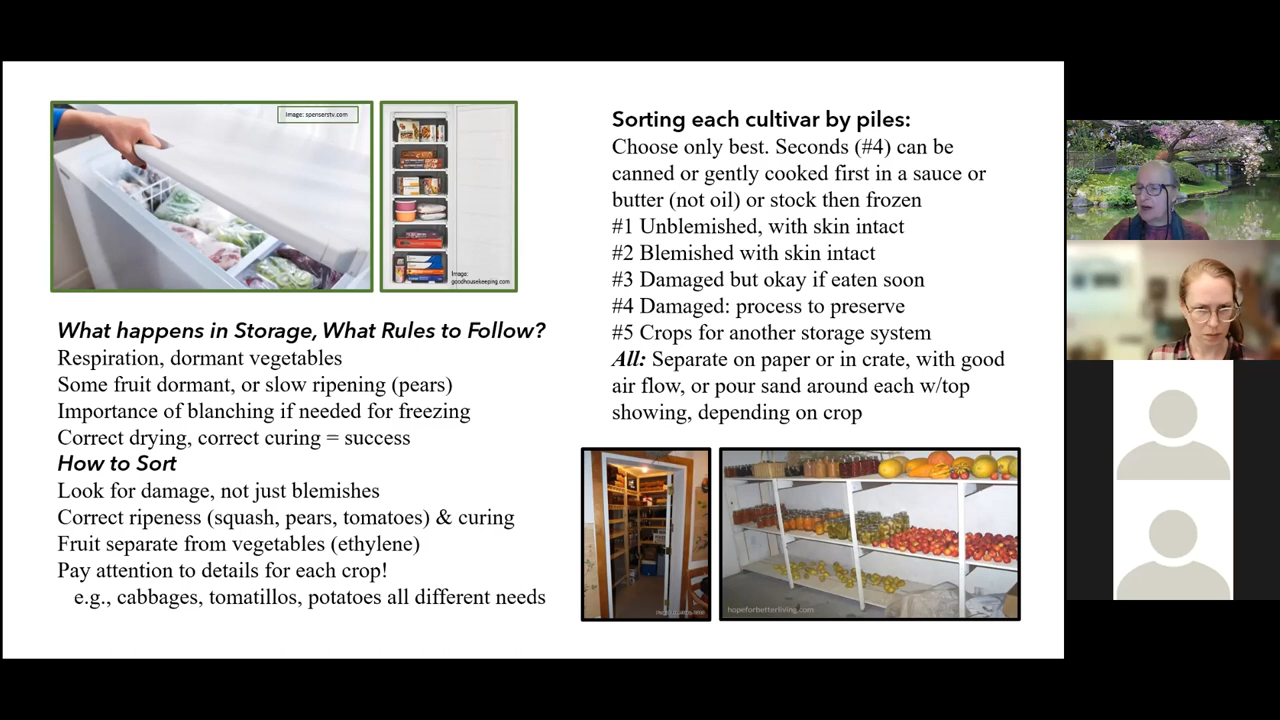 Image: spenserstv.com
Image:
goodhousekeeping.com
What happens in Storage, What Rules to Follow?
Respiration, dormant vegetables
Some fruit dormant, or slow ripening (pears)
Importance of blanching if needed for freezing
Correct drying, correct curing = success
How to Sort
Look for damage, not just blemishes
Correct ripeness (squash, pears, tomatoes) & curing
Fruit separate from vegetables (ethylene)
Pay attention to details for each crop!
e.g., cabbages, tomatillos, potatoes all different needs
Sorting each cultivar by piles:
Choose only best. Seconds (#4) can be
canned or gently cooked first in a sauce or
butter (not oil) or stock then frozen
#1 Unblemished, with skin intact
#2 Blemished with skin intact
#3 Damaged but okay if eaten soon
#4 Damaged: process to preserve
#5 Crops for another storage system
All: Separate on paper or in crate, with good
air flow, or pour sand around each w/top
showing, depending on crop
hopeforbetterliving.com